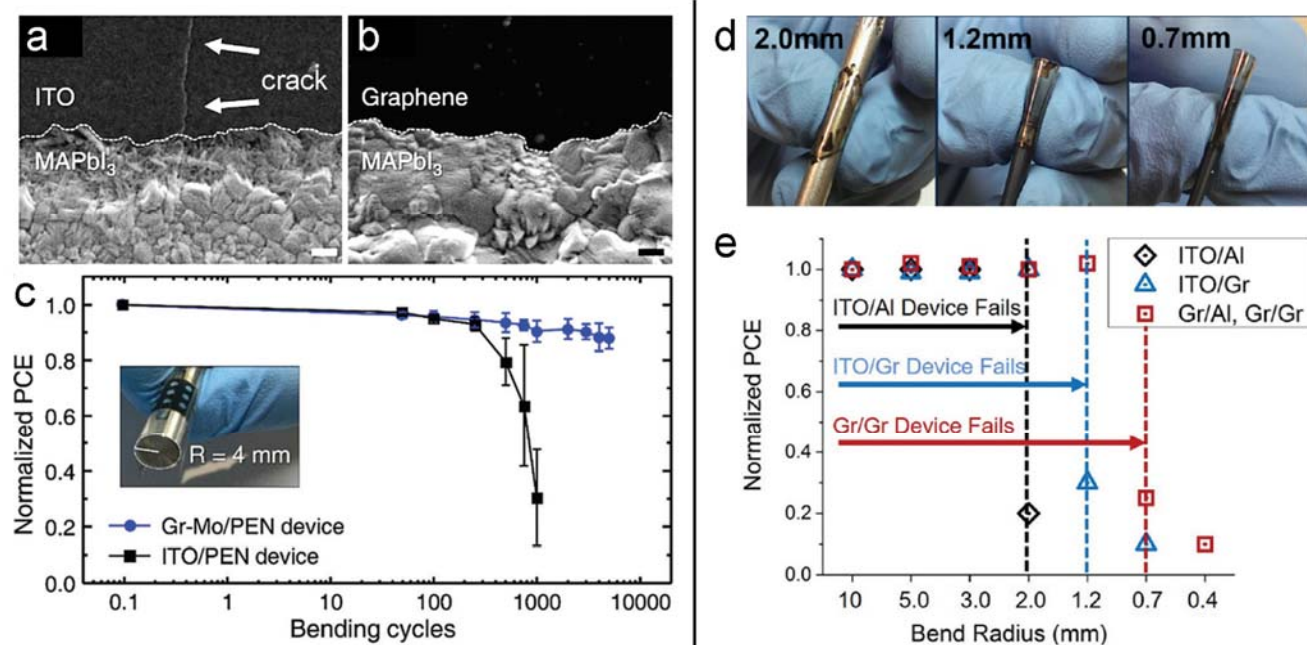 a
ITO
crack
MAPbI3
b
Graphene
MAPbI3
c
Normalized PCE
1.0
0.8
0.6
0.4
0.2
0.0
R = 4 mm
Gr-Mo/PEN device
ITO/PEN device
0.1 1 10 100 1000 10000
Bending cycles
d
2.0mm 1.2mm 0.7mm
e
ITO/Al
ITO/Gr
Gr/Al, Gr/Gr
Normalized PCE
1.0
0.8
0.6
0.4
0.2
0.0
ITO/Al Device Fails
ITO/Gr Device Fails
Gr/Gr Device Fails
10 5.0 3.0 2.0 1.2 0.7 0.4
Bend Radius (mm)